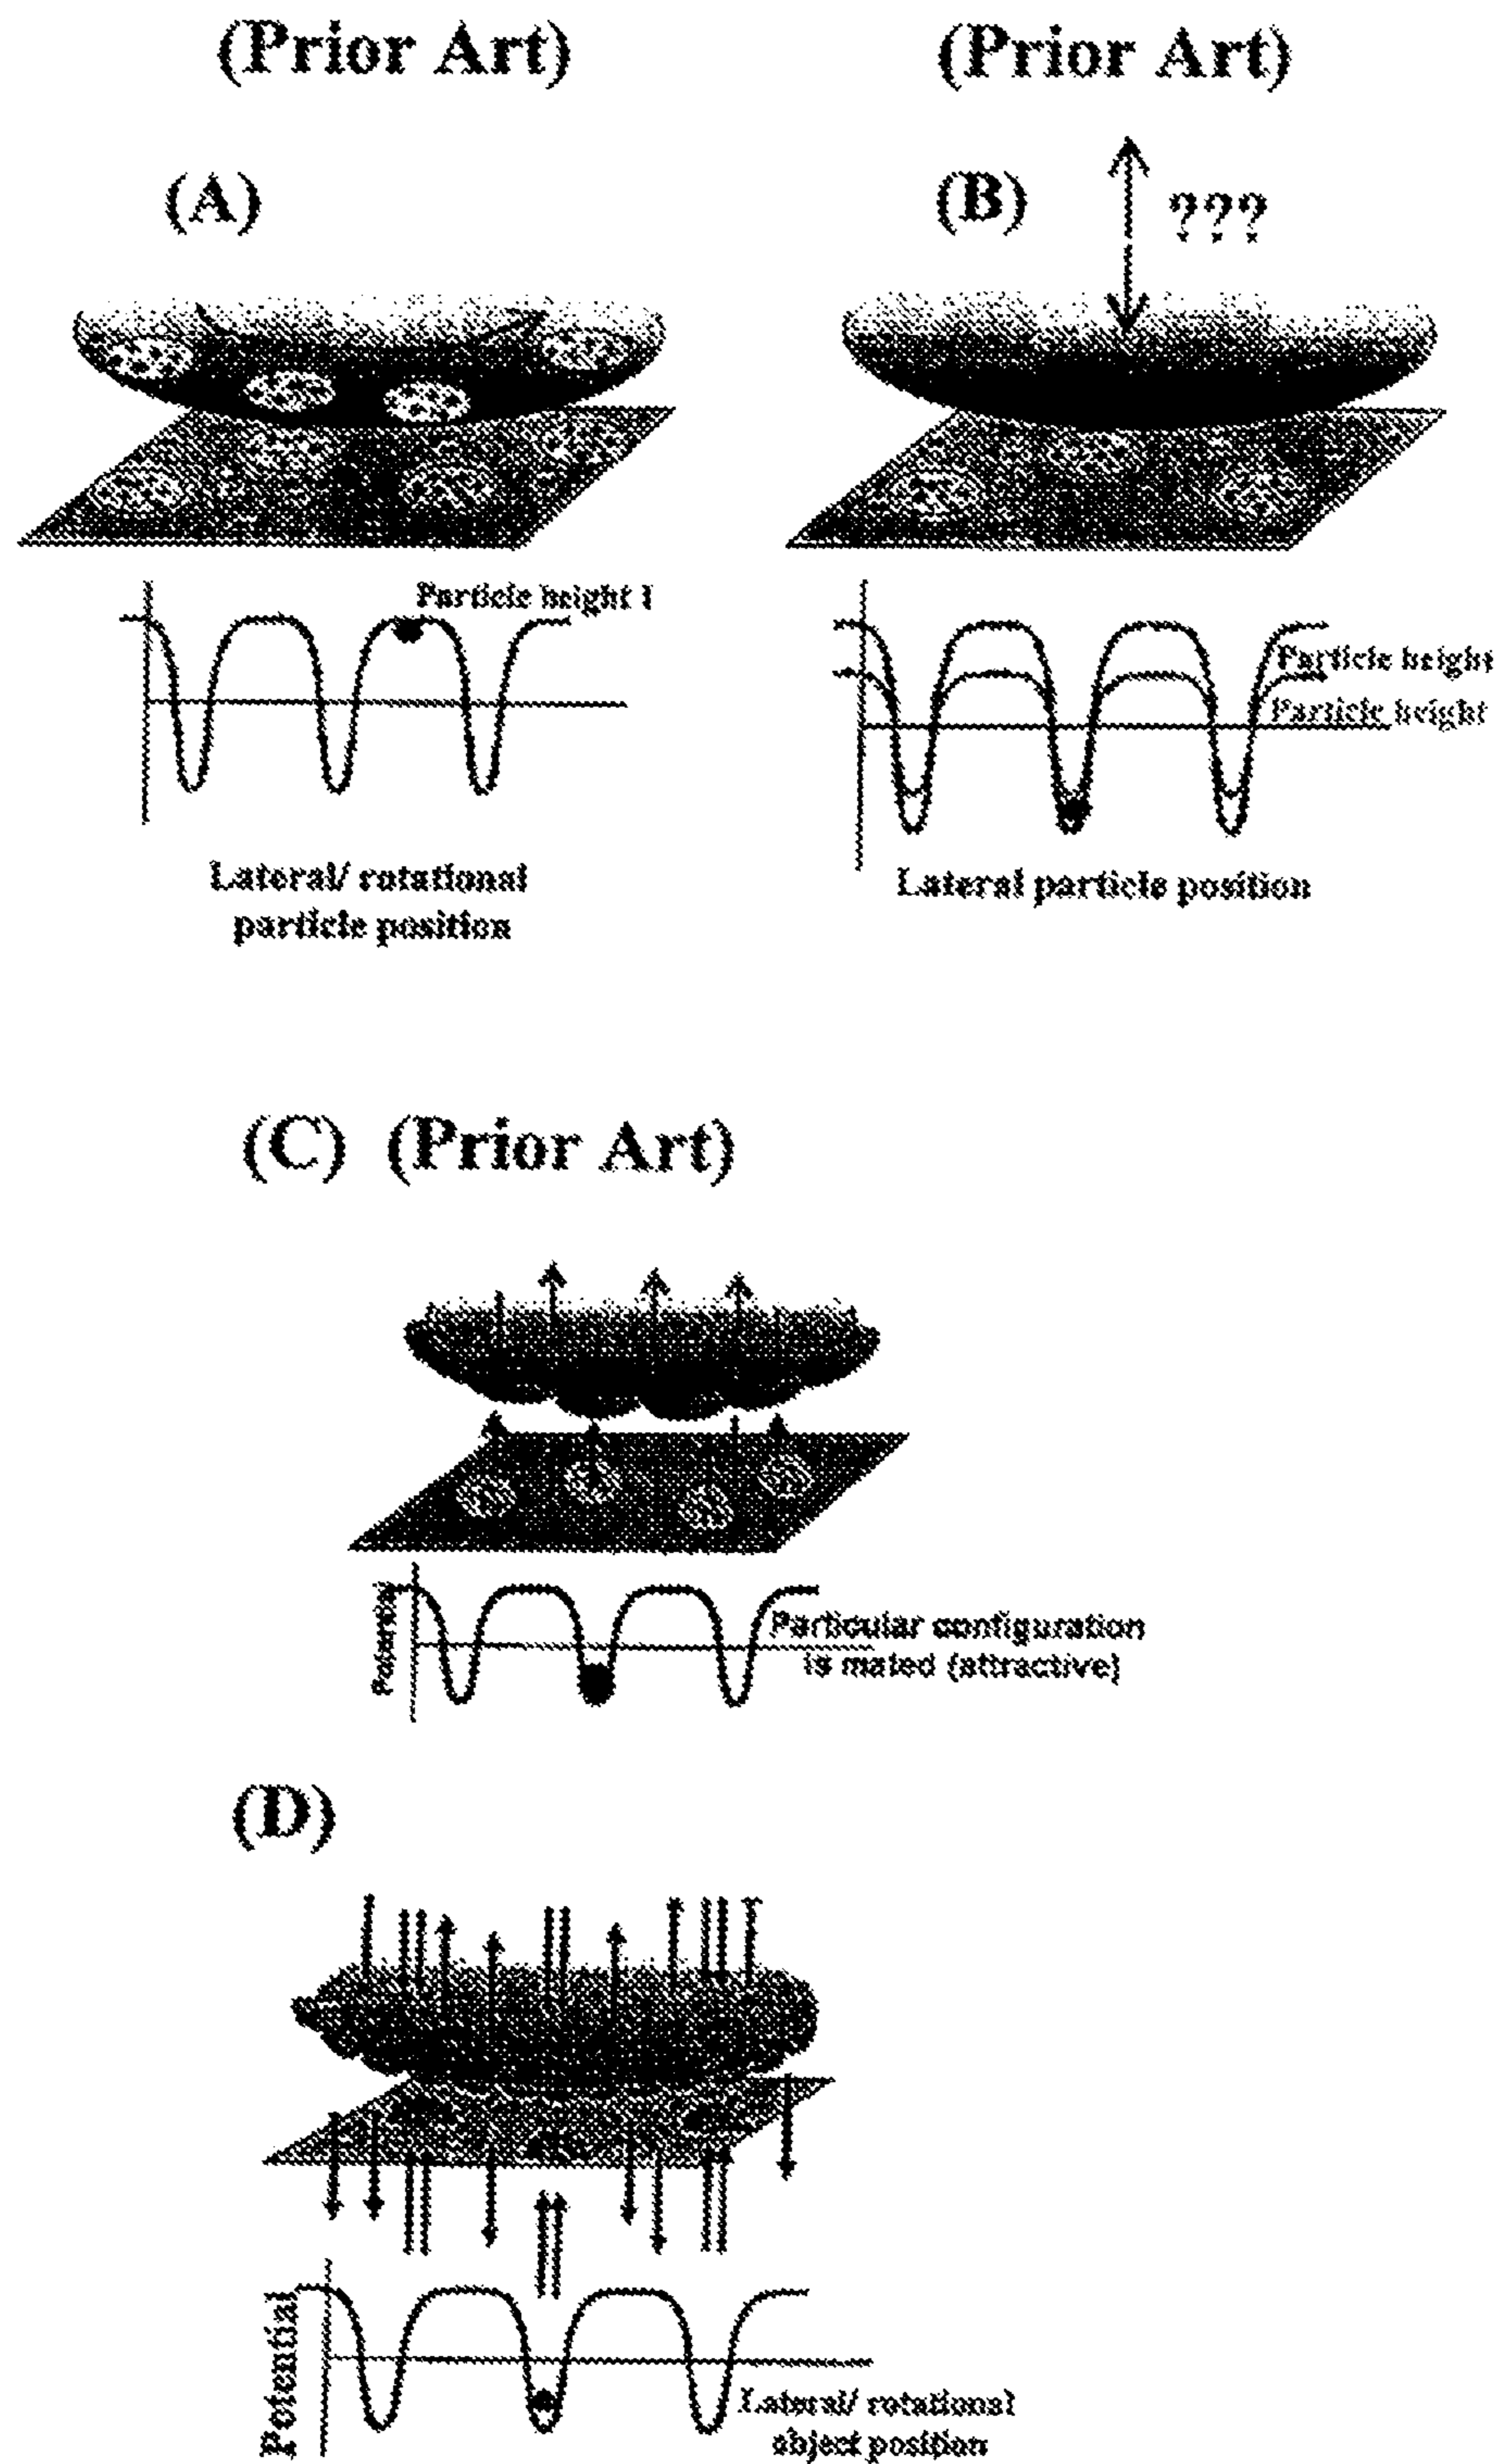 (Prior Art)
(Prior Art)
(A)
(B)
???
Particle height 1
Particle height
Particle height
Lateral/ rotational
particle position
Lateral particle position
(C) (Prior Art)
Potential
Particular configuration
is mated (attractive)
(D)
Potential
Lateral/ rotational
object position